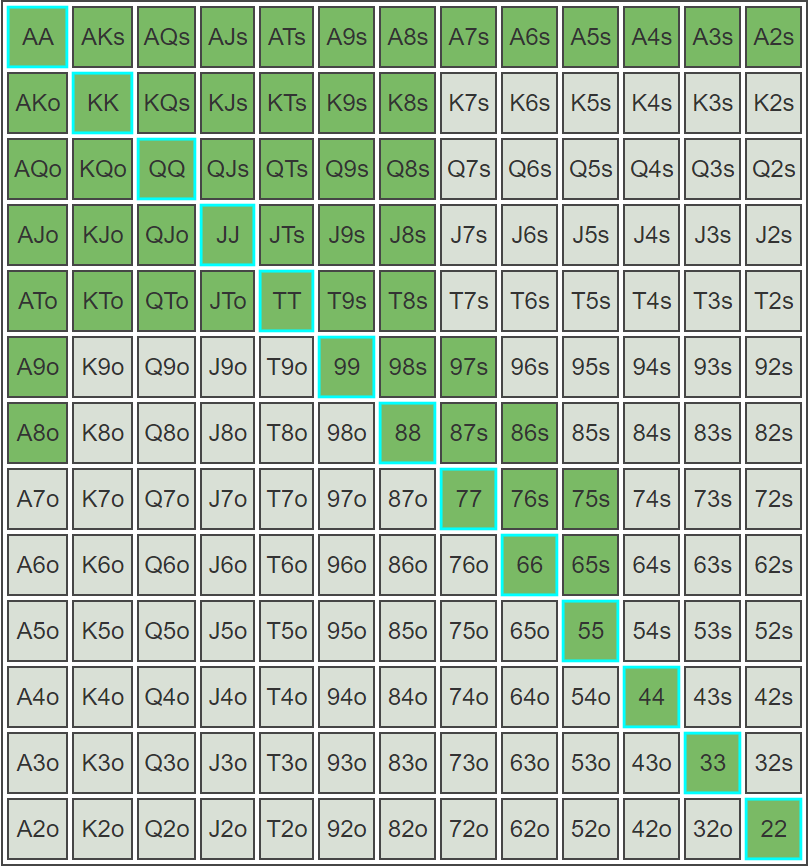 AA AKs AQs AJs ATs A9s A8s A7s A6s A5s A4s A3s A2s
AKo KK KQs KJs KTs K9s K8s K7s K6s K5s K4s K3s K2s
AQo KQo QQ QJs QTs Q9s Q8s Q7s Q6s Q5s Q4s Q3s Q2s
AJo KJo QJo JJ JTs J9s J8s J7s J6s J5s J4s J3s J2s
ATo KTo QTo JTo TT T9s T8s T7s T6s T5s T4s T3s T2s
A9o K9o Q9o J9o T9o 99 98s 97s 96s 95s 94s 93s 92s
A8o K8o Q8o J8o T8o 98o 88 87s 86s 85s 84s 83s 82s
A7o K7o Q7o J7o T7o 97o 87o 77 76s 75s 74s 73s 72s
A6o K6o Q6o J6o T6o 96o 86o 76o 66 65s 64s 63s 62s
A5o K5o Q5o J5o T5o 95o 85o 75o 65o 55 54s 53s 52s
A4o K4o Q4o J4o T4o 94o 84o 74o 64o 54o 44 43s 42s
A3o K3o Q3o J3o T3o 93o 83o 73o 63o 53o 43o 33 32s
A2o K2o Q2o J2o T2o 92o 82o 72o 62o 52o 42o 32o 22